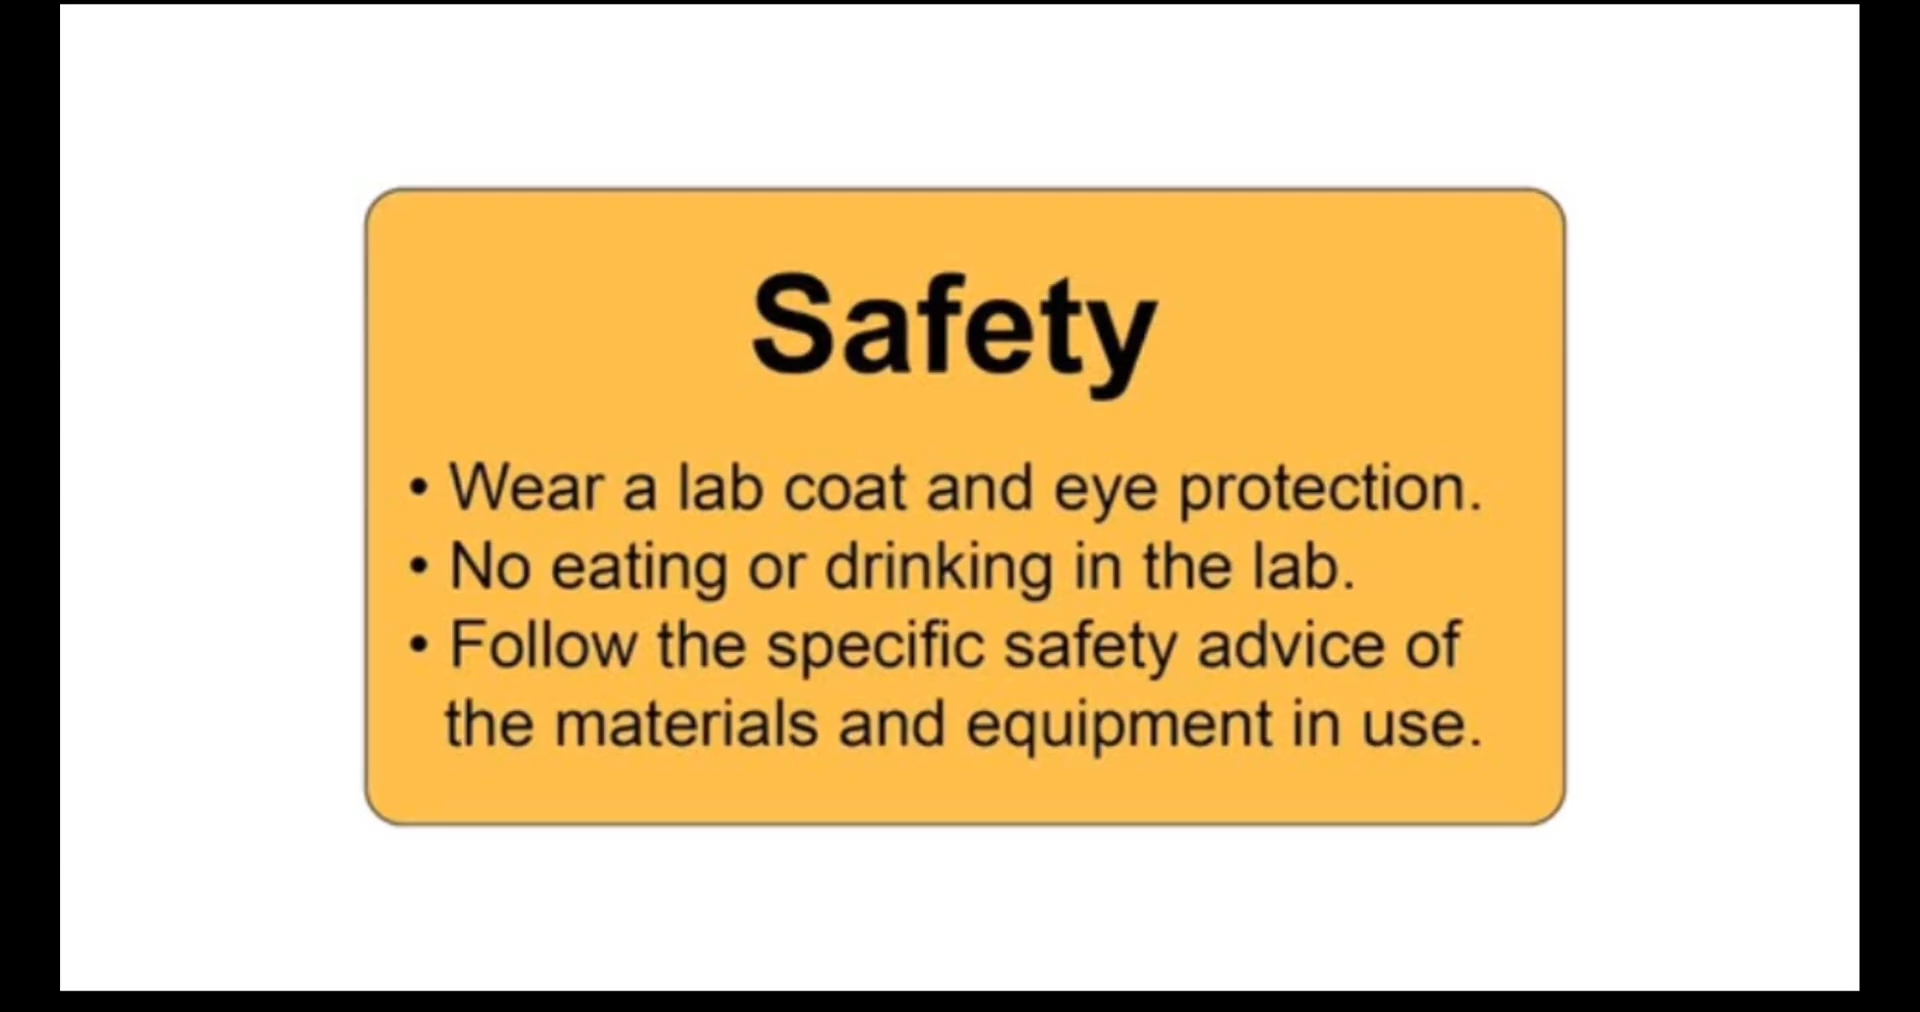 Safety
• Wear a lab coat and eye protection.
• No eating or drinking in the lab.
• Follow the specific safety advice of
the materials and equipment in use.